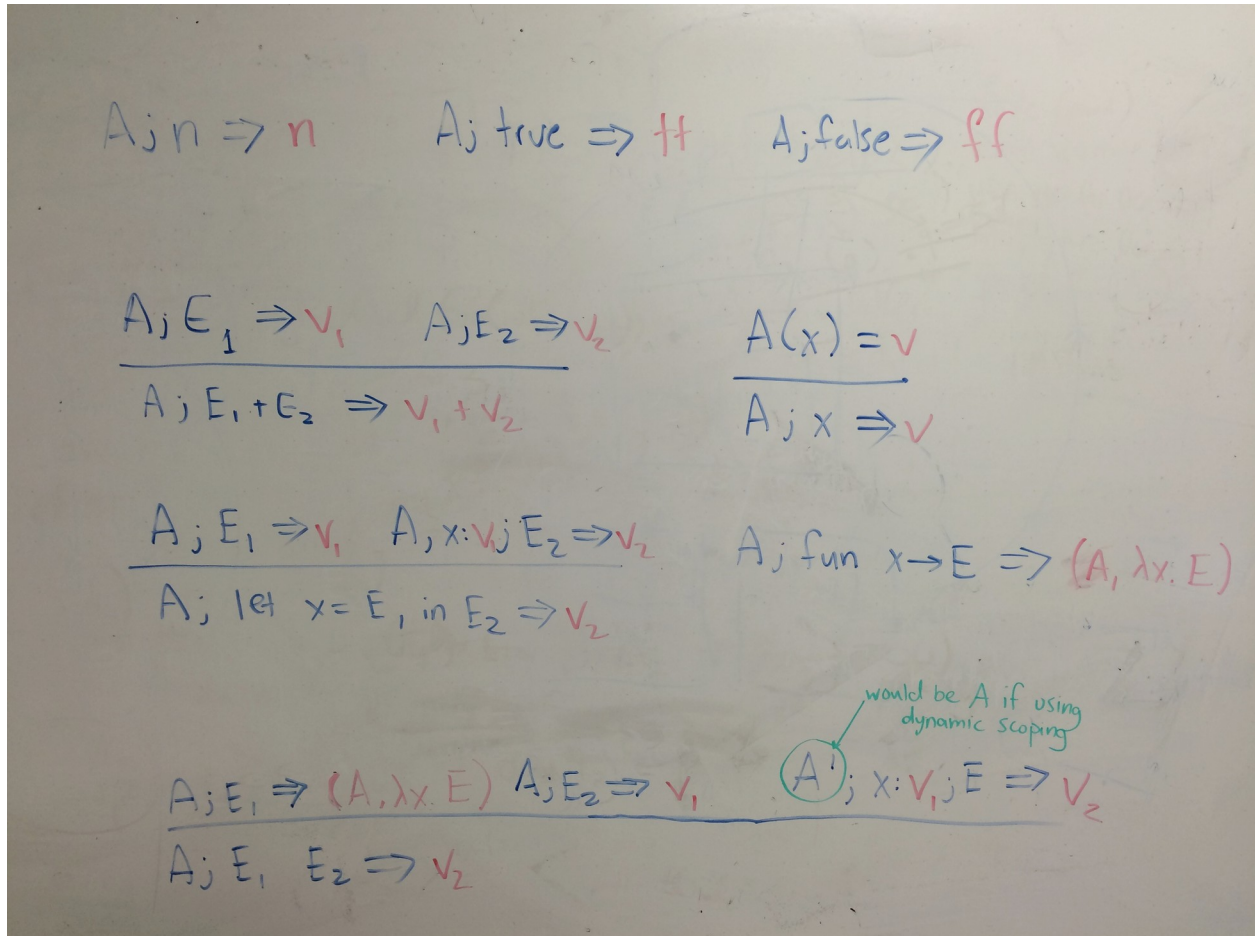 A; n ⇒ n    A; true ⇒ tt    A; false ⇒ ff
A; E₁ ⇒ v₁    A; E₂ ⇒ v₂
A; E₁ + E₂ ⇒ v₁ + v₂
A(x) = v
A; x ⇒ v
A; E₁ ⇒ v₁    A, x:v₁; E₂ ⇒ v₂
A; let x = E₁ in E₂ ⇒ v₂
A; fun x → E ⇒ (A, λx. E)
would be A if using
dynamic scoping
A; E₁ ⇒ (A, λx. E)    A; E₂ ⇒ v₁    A'; x:v₁; E ⇒ v₂
A; E₁ E₂ ⇒ v₂